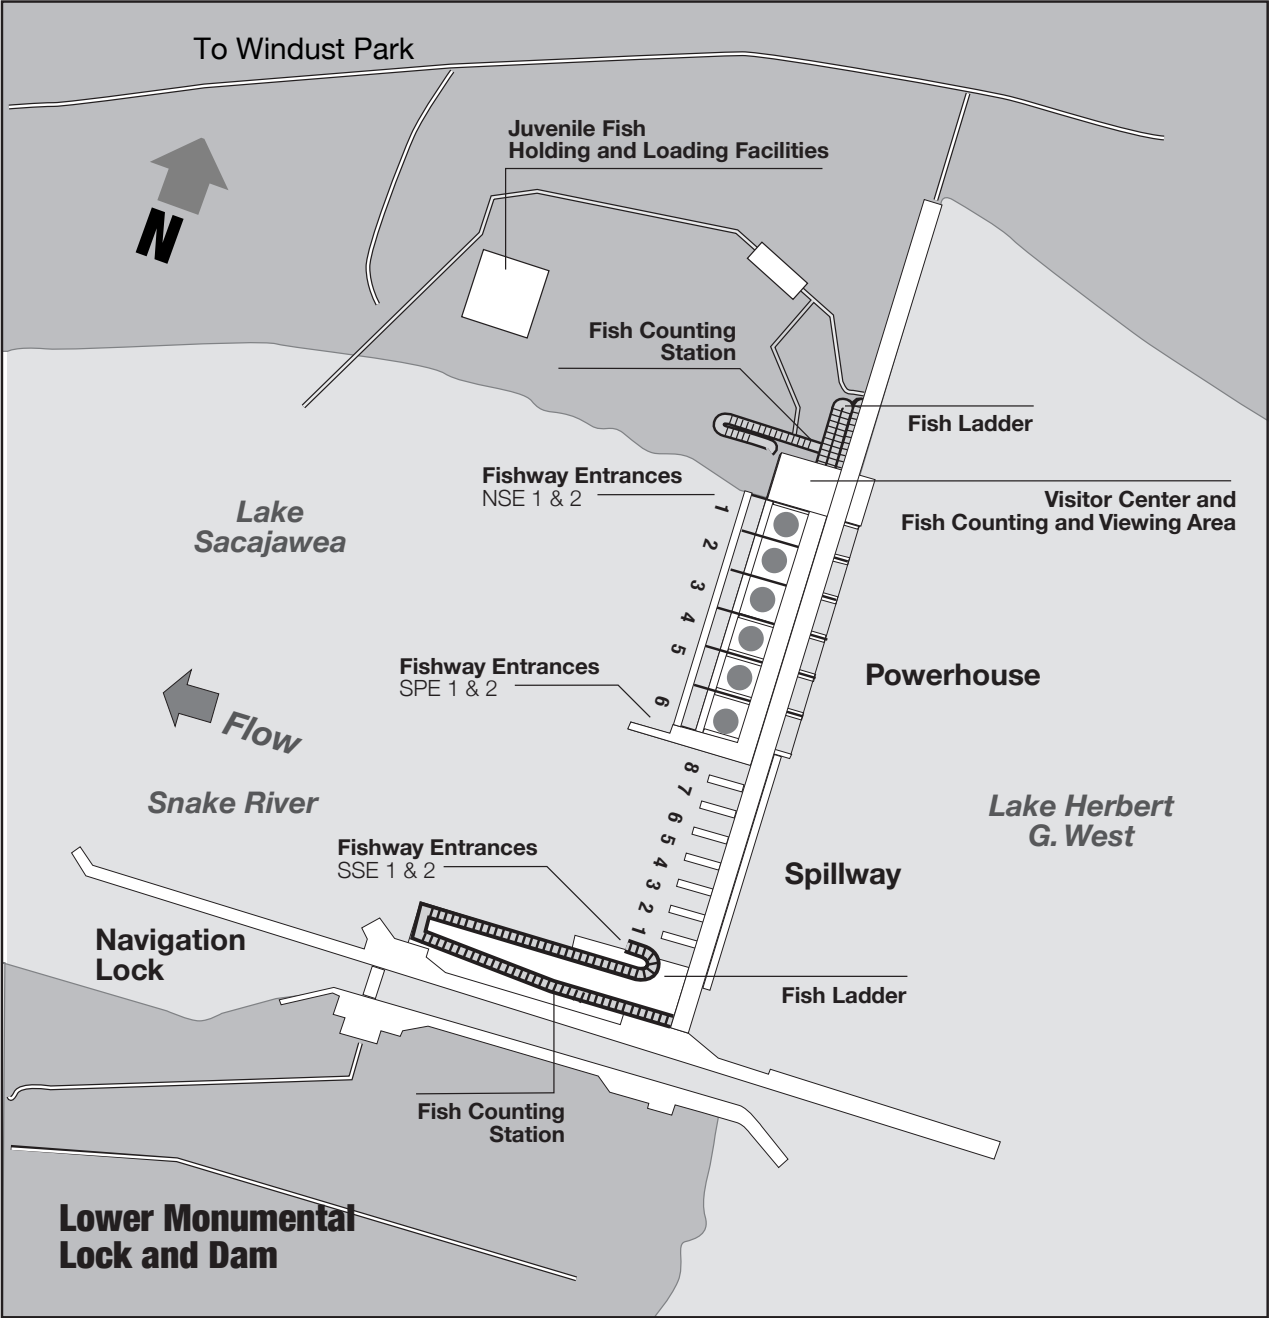 To Windust Park
Juvenile Fish
Holding and Loading Facilities
N
Fish Counting
Station
Fish Ladder
Fishway Entrances
NSE 1 & 2
Visitor Center and
Fish Counting and Viewing Area
Lake
Sacajawea
1
2
3
4
5
6
Fishway Entrances
SPE 1 & 2
Powerhouse
Flow
Snake River
Lake Herbert
G. West
8
7
6
5
4
3
2
1
Fishway Entrances
SSE 1 & 2
Spillway
Navigation
Lock
Fish Ladder
Fish Counting
Station
Lower Monumental
Lock and Dam